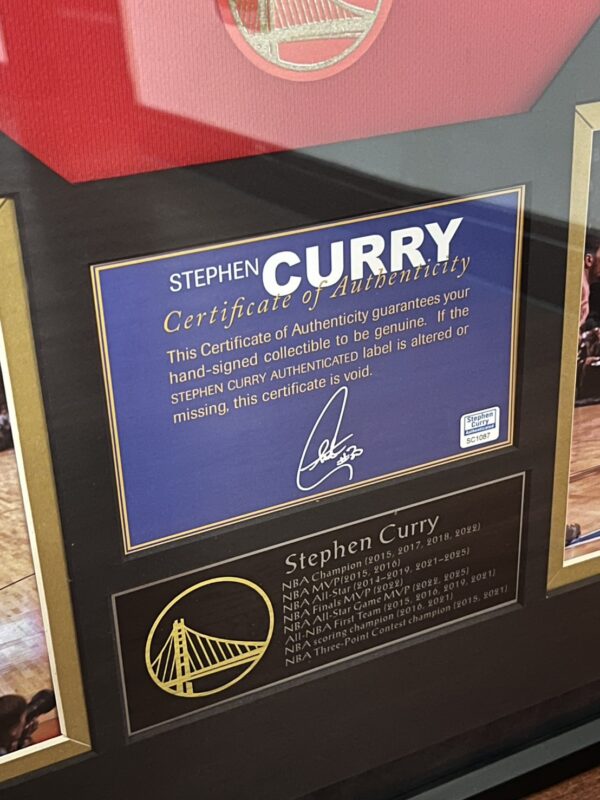 STEPHEN CURRY
Certificate of Authenticity
This Certificate of Authenticity guarantees your
hand-signed collectible to be genuine. If the
STEPHEN CURRY AUTHENTICATED label is altered or
missing, this certificate is void.
Stephen
Curry
Authenticated
SC1087
Stephen Curry
NBA Champion (2015, 2017, 2018, 2022)
NBA MVP(2015, 2016)
NBA All-Star (2014-2019, 2021-2025)
NBA Finals MVP (2022)
NBA All-Star Game MVP (2022, 2025)
All-NBA First Team (2015, 2016, 2019, 2021)
NBA scoring champion (2016, 2021)
NBA Three-Point Contest champion (2015, 2021)